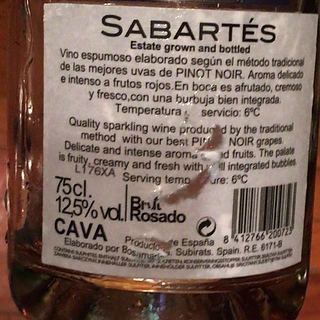 SABARTÉS
Estate grown and bottled
Vino espumoso elaborado según el método tradicional
de las mejores uvas de PINOT NOIR. Aroma delicado
e intenso a frutos rojos. En boca es afrutado, cremoso
y fresco, con una burbuja bien integrada.
Temperatura servicio: 6ºC
Quality sparkling wine produced by the traditional
method with our best PINOT NOIR grapes.
Delicate and intense aroma fruits. The palate
is fruity, creamy and fresh with well integrated bubbles.
L176XA
Serving temperature: 6ºC
75cl.
12,5% vol.
Brut
Rosado
CAVA
Producto de España
Elaborado por Subirats. Spain. R.E. 8171-B
8 412766 200723